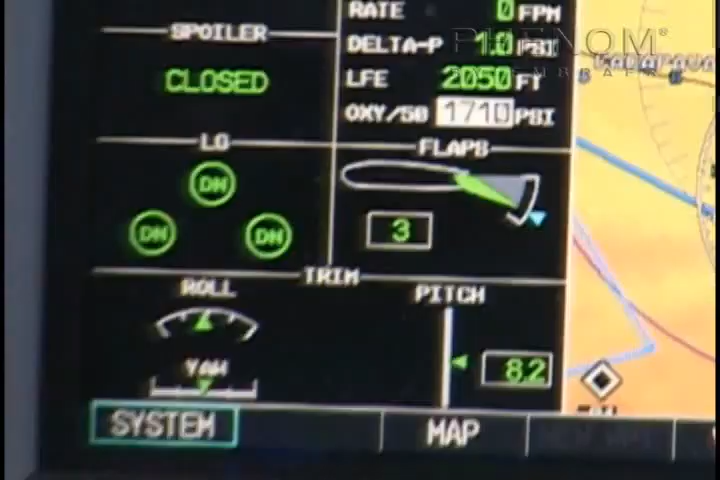 RATE 0 FPM
PHENOM®
SPOILER
DELTA-P 1.0 PSI
CLOSED
LFE 2050 FT
OXY/50 1710 PSI
LG
FLAPS
DN
DN
DN
3
TRIM
ROLL
PITCH
YAW
8.2
SYSTEM
MAP